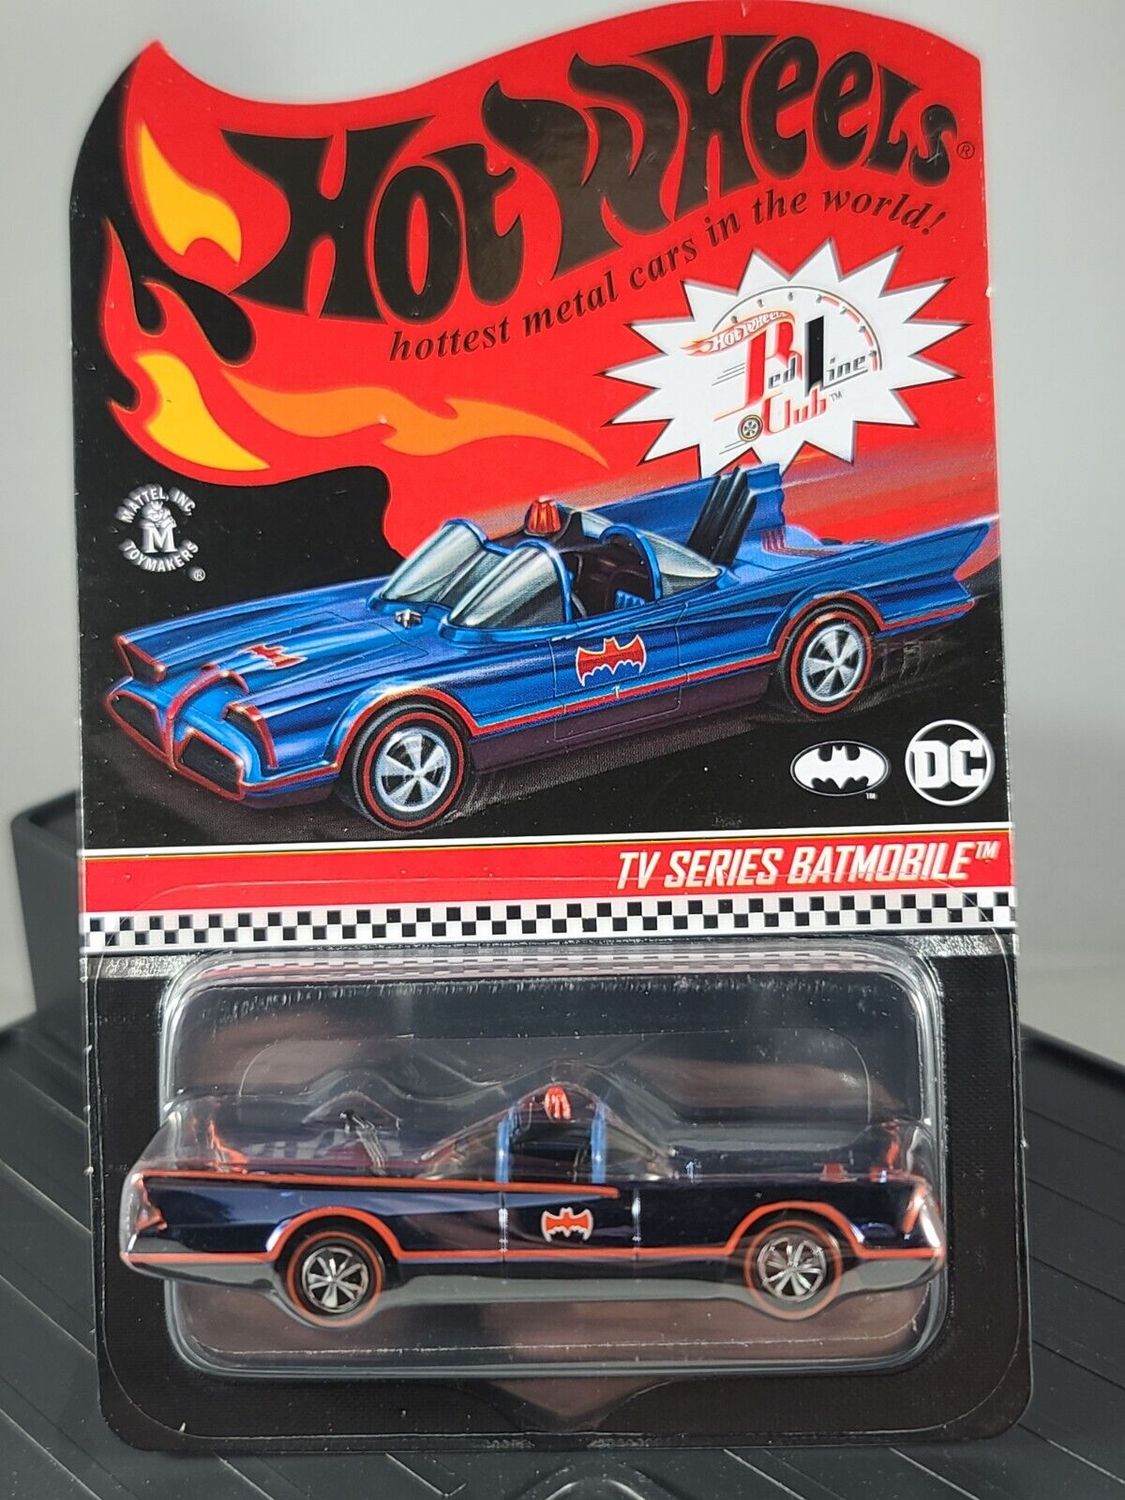 Hot Wheels®
hottest metal cars in the world!
Hot Wheels
Red Line
Club™
MATTEL, INC.
M
TOYMAKERS
®
TM
DC
TV SERIES BATMOBILE™